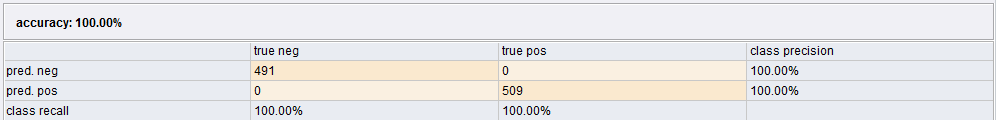 accuracy: 100.00%
true neg true pos class precision
pred. neg 491 0 100.00%
pred. pos 0 509 100.00%
class recall 100.00% 100.00%